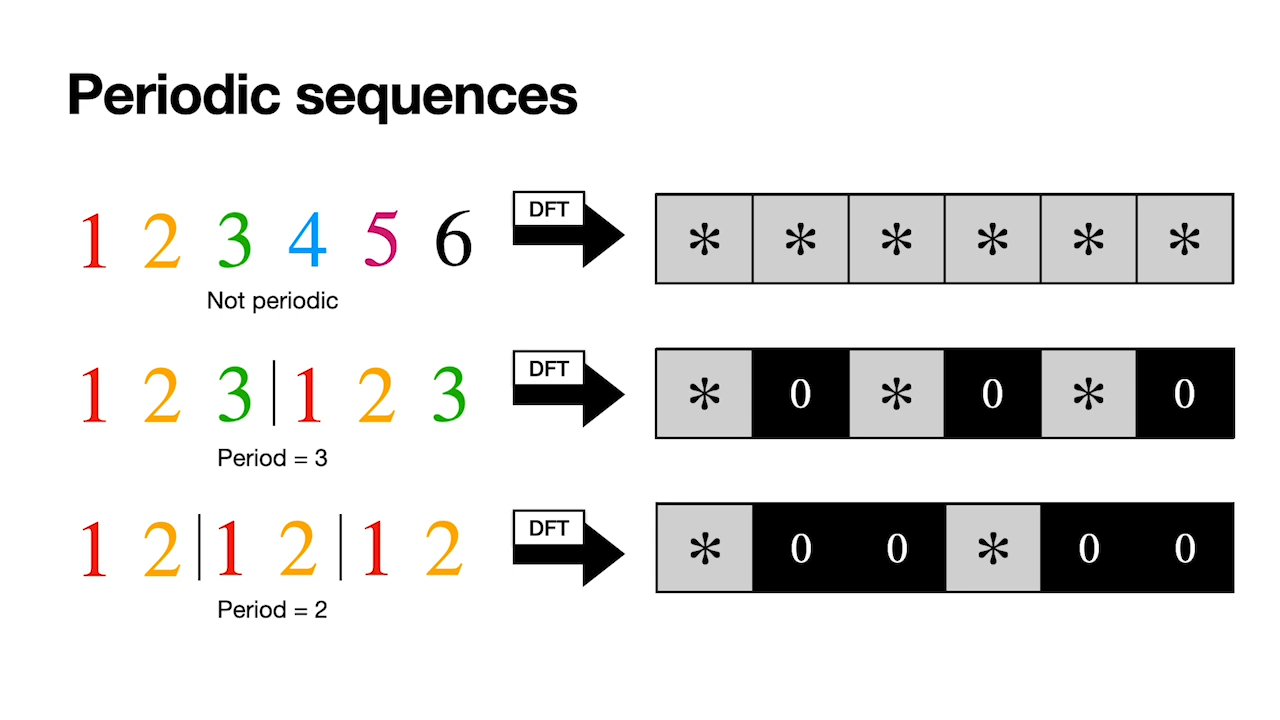 Periodic sequences
1 2 3 4 5 6 DFT * * * * * *
Not periodic
1 2 3 | 1 2 3 DFT * 0 * 0 * 0
Period = 3
1 2 | 1 2 | 1 2 DFT * 0 0 * 0 0
Period = 2